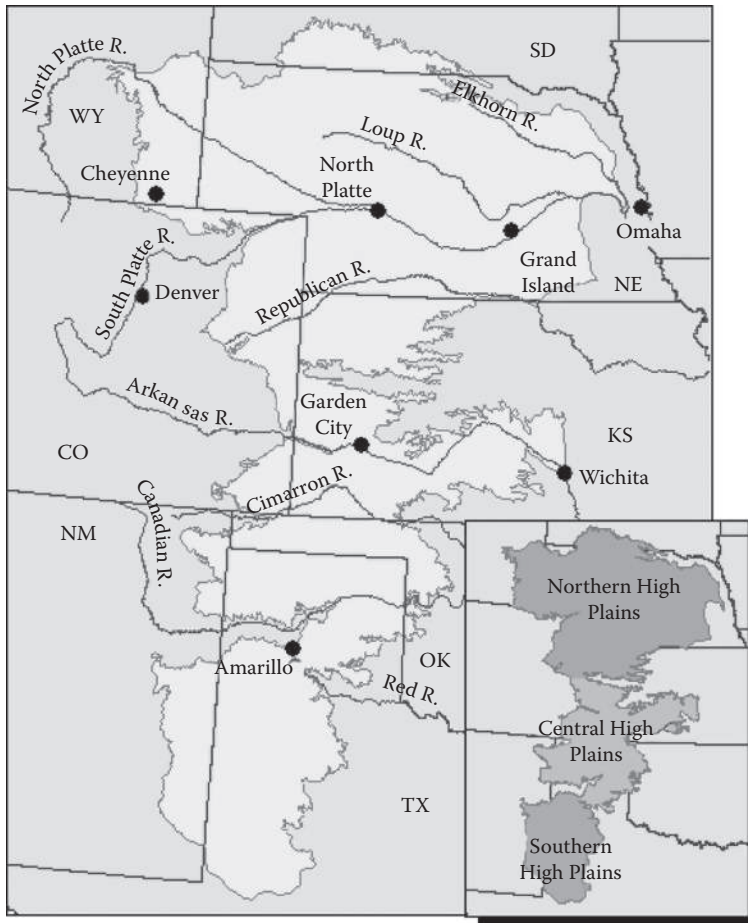 North Platte R.
SD
WY
Elkhorn R.
Loup R.
Cheyenne
North
Platte
Omaha
South Platte R.
Grand
Island
NE
Denver
Republican R.
Arkan sas R.
Garden
City
KS
CO
Wichita
Cimarron R.
Canadian R.
NM
Amarillo
OK
Red R.
TX
Northern High
Plains
Central High
Plains
Southern
High Plains